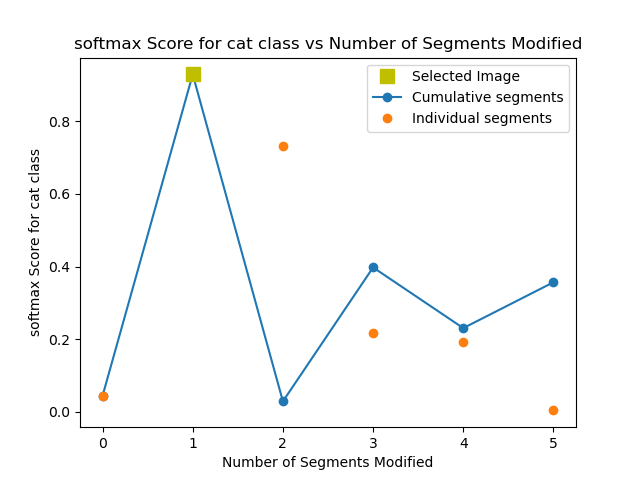 softmax Score for cat class vs Number of Segments Modified
Selected Image
Cumulative segments
Individual segments
softmax Score for cat class
0.8
0.6
0.4
0.2
0.0
0 1 2 3 4 5
Number of Segments Modified